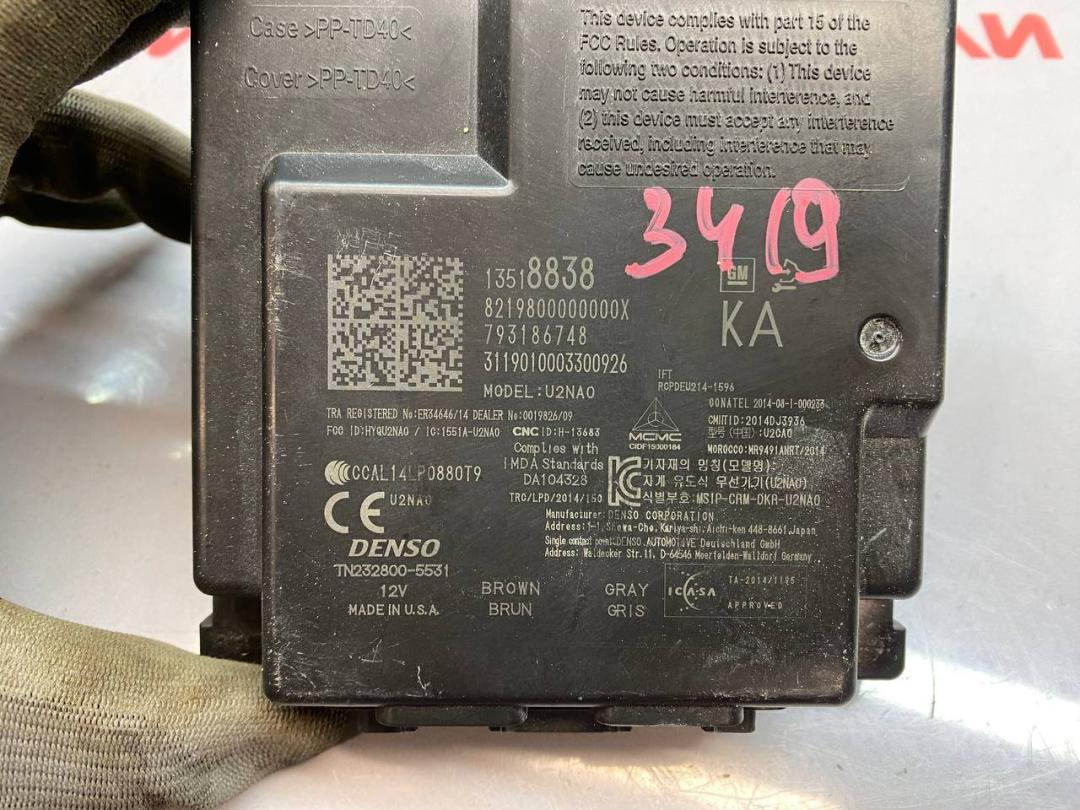 Case >PP-TD40<
Cover >PP-TD40<
This device complies with part 15 of the
FCC Rules. Operation is subject to the
following two conditions: (1) This device
may not cause harmful interference, and
(2) this device must accept any interference
received, including interference that may
cause undesired operation.
34 19
13518838
8219800000000X
793186748
3119010003300926
MODEL: U2NA0
GM
KA
IFT
RCPDEU214-1596
TRA REGISTERED No:ER34646/14 DEALER No:0019826/09
FCC ID:HYQU2NA0 / IC:1551A-U2NA0
CNC ID:H-13683
Complies with
IMDA Standards
DA104328
TRC/LPD/2014/150
MCMC
CIDF15000184
CONATEL 2014-08-I-000233
CMIIT ID:2014DJ3936
型号(中国):U2CA0
MOROCCO:MR9491ANRT/2014
CCAL14LP0880T9
CE U2NA0
기자재의 명칭(모델명):
자계 유도식 무선기기(U2NA0)
식별부호:MSIP-CRM-DKR-U2NA0
Manufacturer:DENSO CORPORATION
Address: 1-1, Showa-Cho, Kariya-shi, Aichi-ken 448-8661, Japan
Single contact point:DENSO AUTOMOTIVE Deutschland GmbH
Address: Waldecker Str.11, D-64546 Moerfelden-Walldorf Germany
DENSO
TN232800-5531
12V
MADE IN U.S.A.
BROWN
BRUN
GRAY
GRIS
ICASA
TA-2014/1195
APPROVED